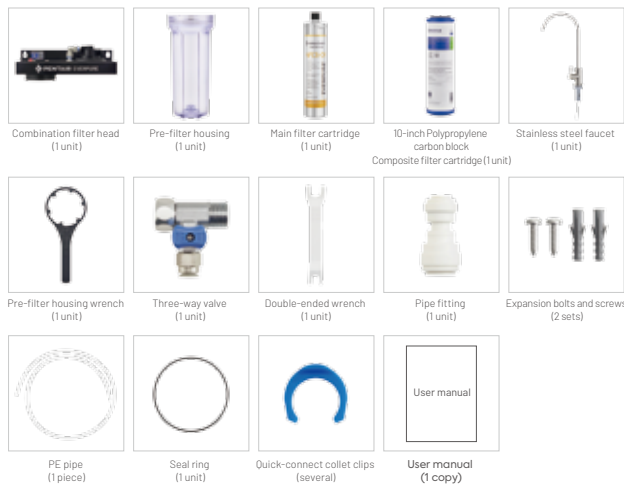 PENTAIR EVERPURE
Combination filter head
(1 unit)
Pre-filter housing
(1 unit)
Main filter cartridge
(1 unit)
10-inch Polypropylene
carbon block
Composite filter cartridge (1 unit)
Stainless steel faucet
(1 unit)
Pre-filter housing wrench
(1 unit)
Three-way valve
(1 unit)
Double-ended wrench
(1 unit)
Pipe fitting
(1 unit)
Expansion bolts and screws
(2 sets)
PE pipe
(1 piece)
Seal ring
(1 unit)
Quick-connect collet clips
(several)
User manual
User manual
(1 copy)